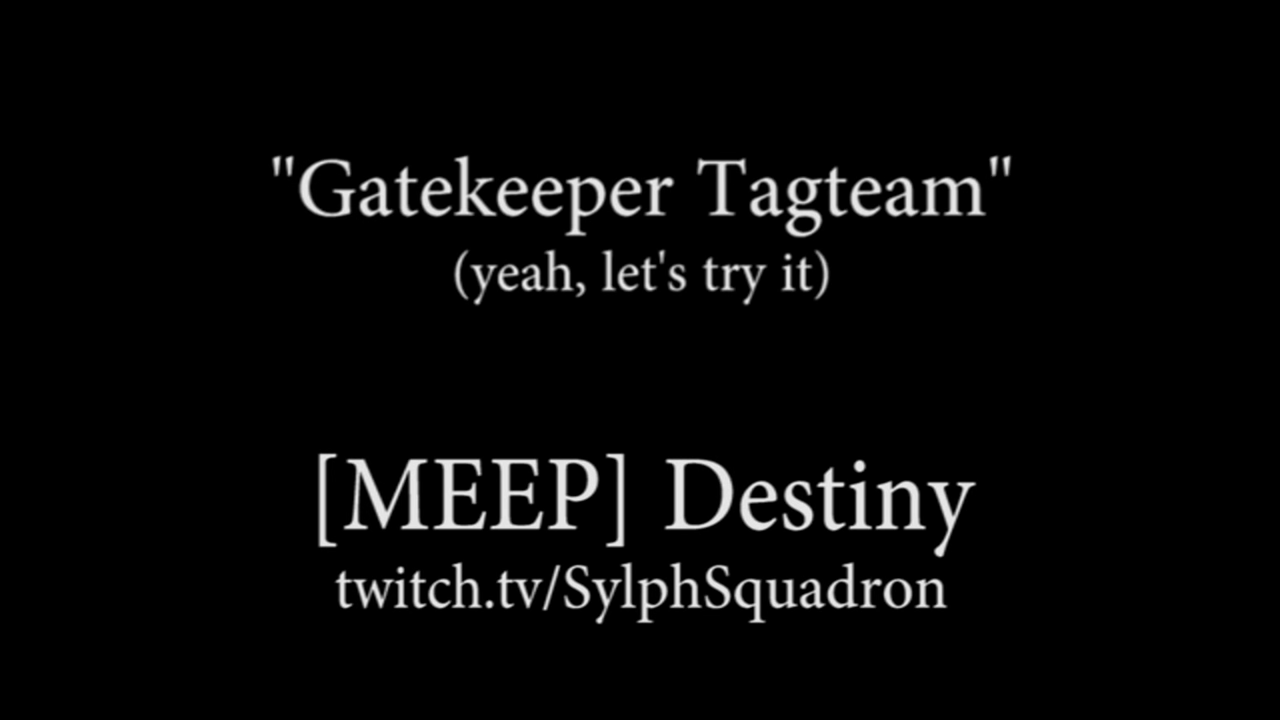 "Gatekeeper Tagteam"
(yeah, let's try it)
[MEEP] Destiny
twitch.tv/SylphSquadron